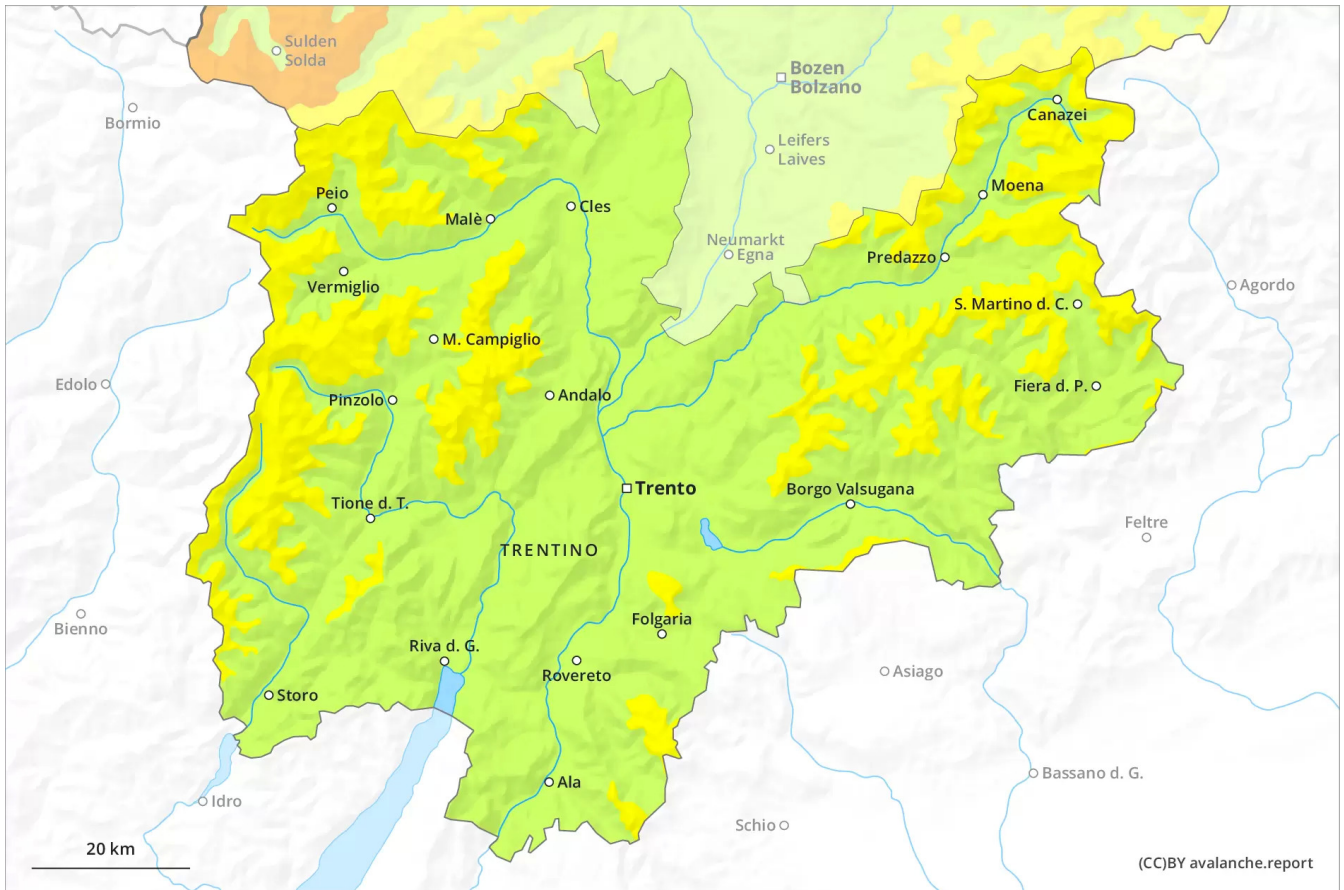 Sulden
Solda
Bozen
Bolzano
Bormio
Canazei
Leifers
Laives
Moena
Peio
Malè
Cles
Neumarkt
Egna
Predazzo
Vermiglio
Agordo
S. Martino d. C.
M. Campiglio
Edolo
Fiera d. P.
Andalo
Pinzolo
Trento
Borgo Valsugana
Tione d. T.
Feltre
TRENTINO
Bienno
Folgaria
Riva d. G.
Asiago
Rovereto
Storo
Bassano d. G.
Ala
Idro
Schio
20 km
(CC)BY avalanche.report